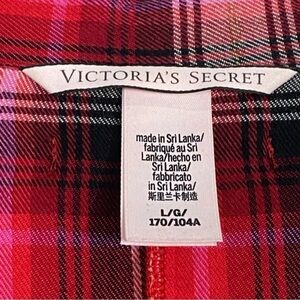 VICTORIA'S SECRET
made in Sri Lanka/
fabriqué au Sri
Lanka/hecho en
Sri Lanka/
fabbricato
in Sri Lanka/
斯里兰卡制造
L/G/
170/104A